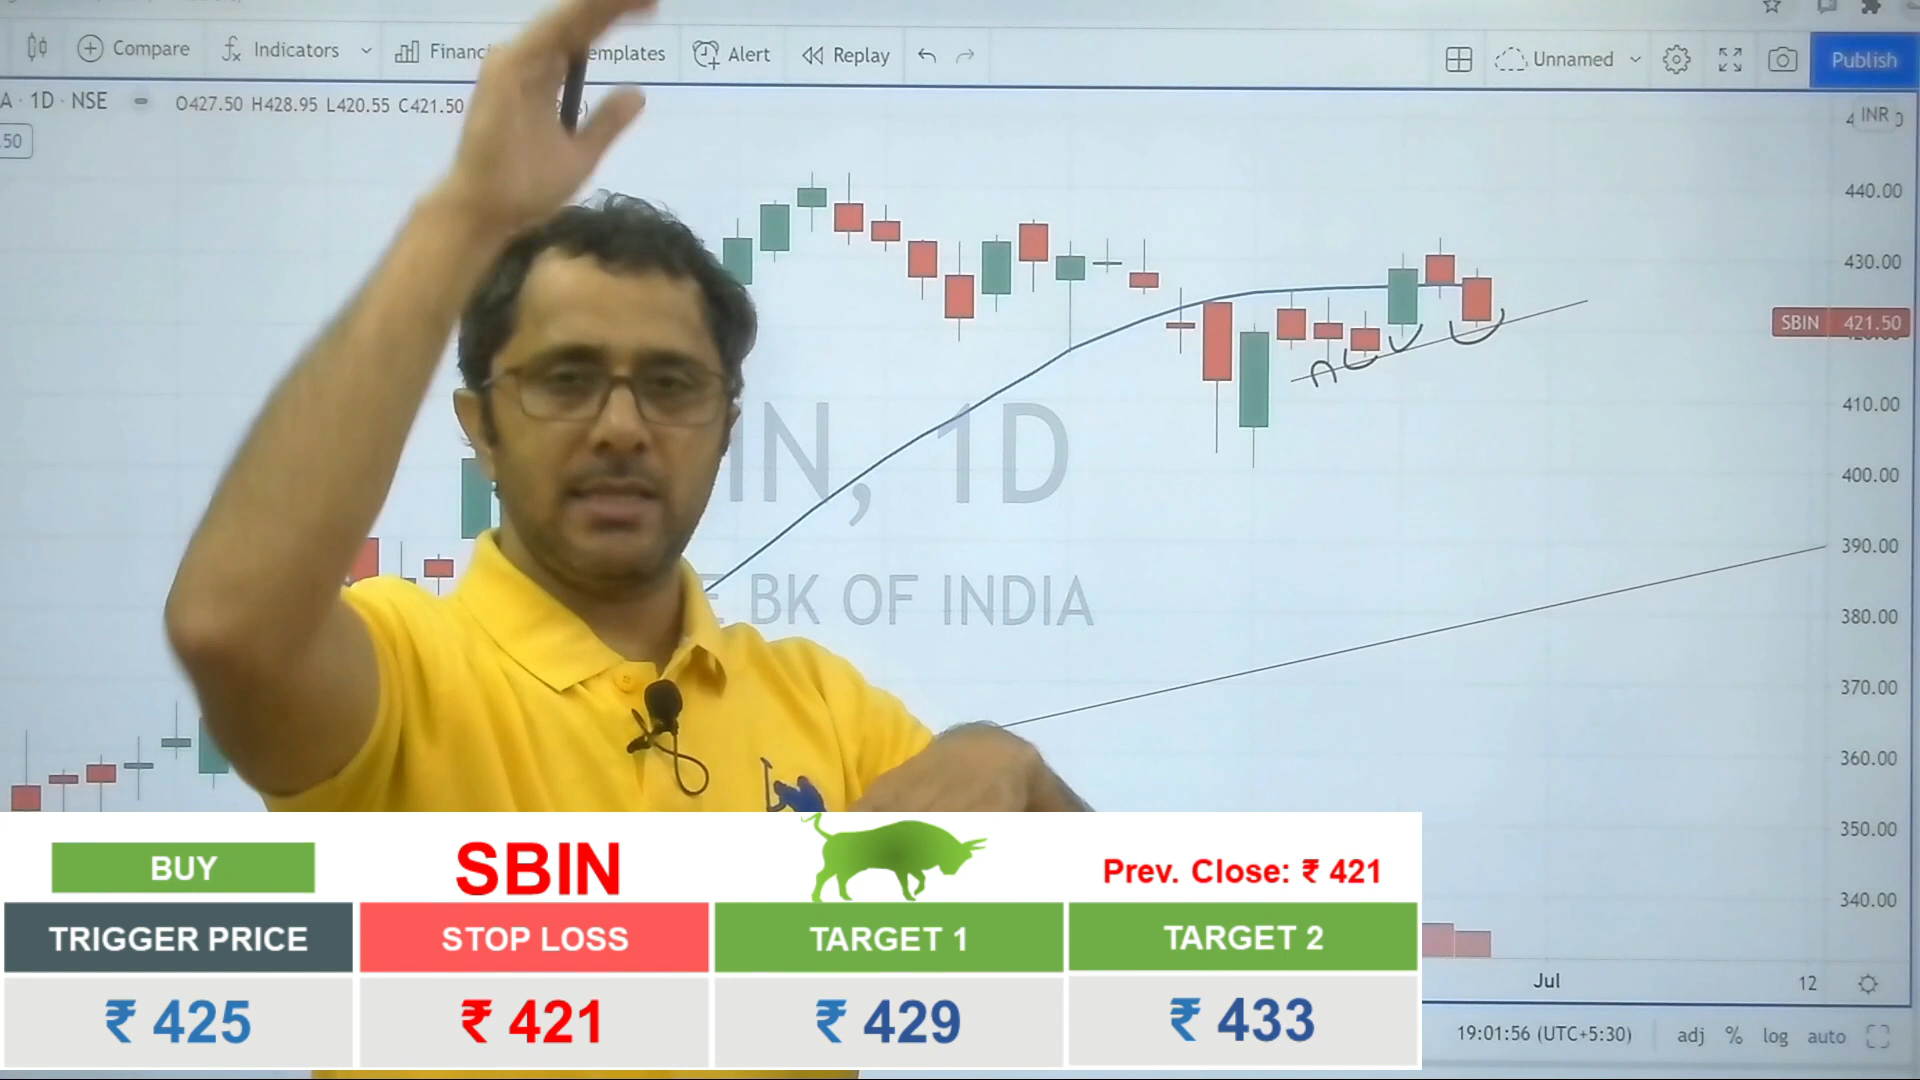 Compare
Indicators
Financi
emplates
Alert
Replay
Unnamed
Publish
A · 1D · NSE
O427.50 H428.95 L420.55 C421.50
.50
INR
440.00
430.00
SBIN 421.50
410.00
400.00
390.00
380.00
370.00
360.00
350.00
340.00
IN, 1D
E BK OF INDIA
BUY
SBIN
Prev. Close: ₹ 421
TRIGGER PRICE
STOP LOSS
TARGET 1
TARGET 2
₹ 425
₹ 421
₹ 429
₹ 433
Jul
12
19:01:56 (UTC+5:30)
adj % log auto